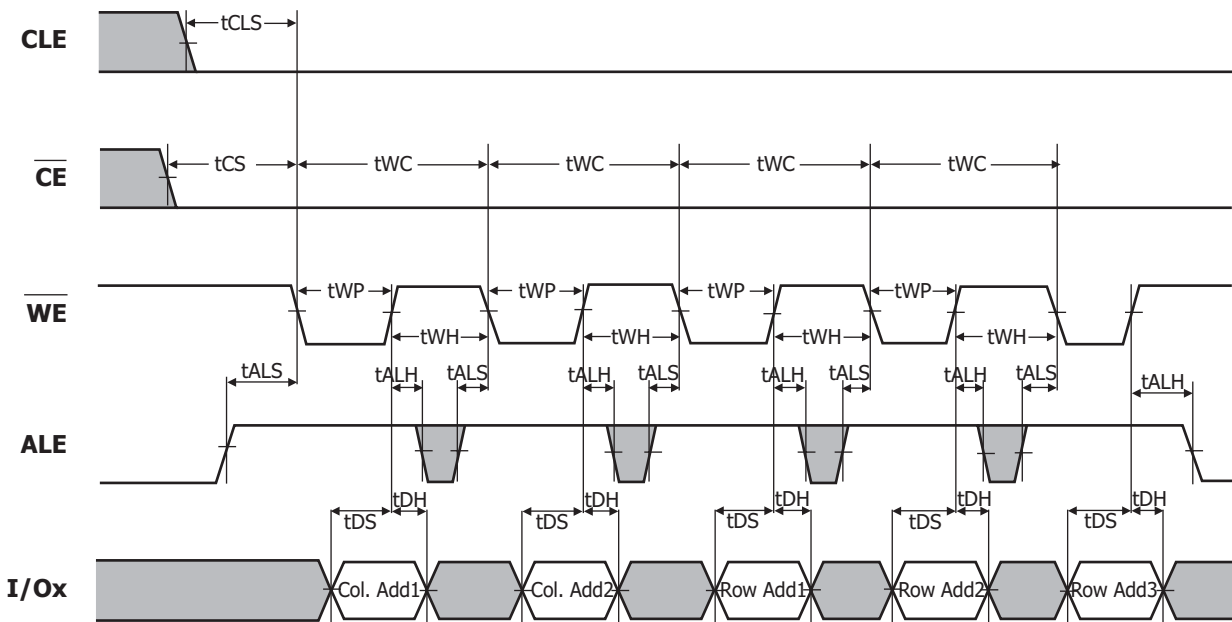 CLE
tCLS
CE
tCS tWC tWC tWC tWC
WE
tWP tWP tWP tWP
tWH tWH tWH tWH
tALS tALH tALS tALH tALS tALH tALS tALH tALS tALH
ALE
tDS tDH tDS tDH tDS tDH tDS tDH tDS tDH
I/Ox
Col. Add1 Col. Add2 Row Add1 Row Add2 Row Add3